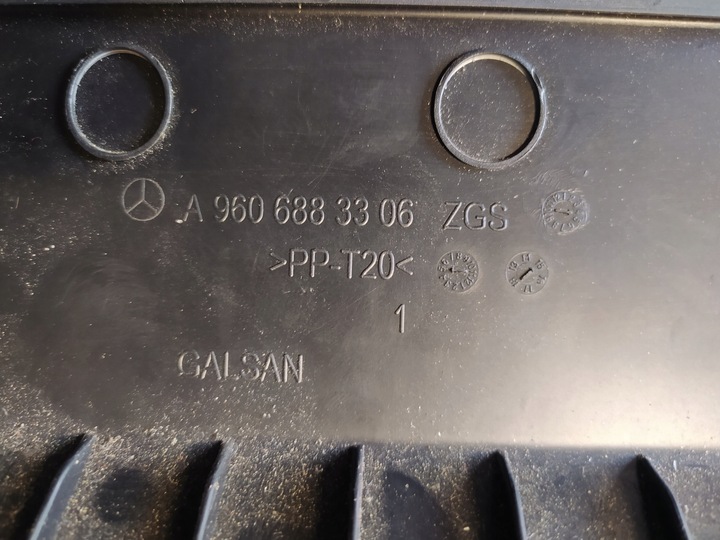 A 960 688 33 06 ZGS
>PP-T20<
1
GALSAN